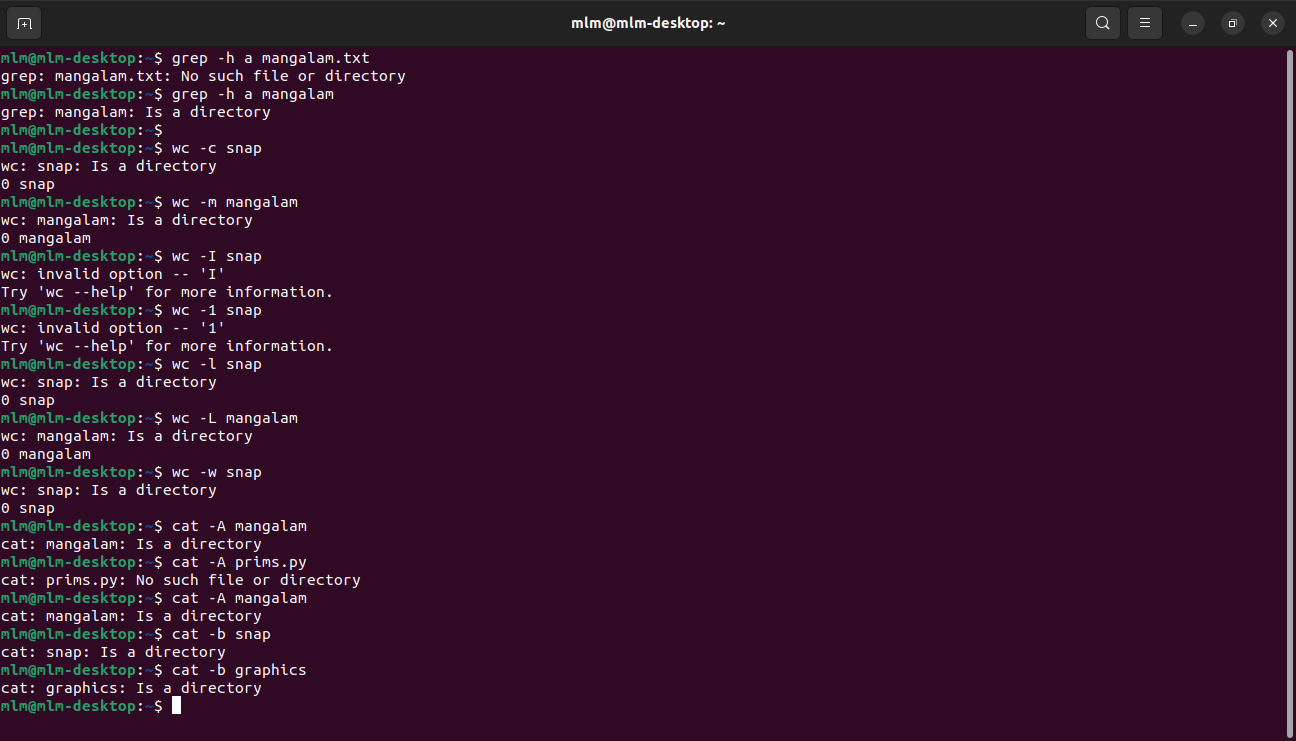 mlm@mlm-desktop: ~
mlm@mlm-desktop:~$ grep -h a mangalam.txt
grep: mangalam.txt: No such file or directory
mlm@mlm-desktop:~$ grep -h a mangalam
grep: mangalam: Is a directory
mlm@mlm-desktop:~$
mlm@mlm-desktop:~$ wc -c snap
wc: snap: Is a directory
0 snap
mlm@mlm-desktop:~$ wc -m mangalam
wc: mangalam: Is a directory
0 mangalam
mlm@mlm-desktop:~$ wc -I snap
wc: invalid option -- 'I'
Try 'wc --help' for more information.
mlm@mlm-desktop:~$ wc -1 snap
wc: invalid option -- '1'
Try 'wc --help' for more information.
mlm@mlm-desktop:~$ wc -l snap
wc: snap: Is a directory
0 snap
mlm@mlm-desktop:~$ wc -L mangalam
wc: mangalam: Is a directory
0 mangalam
mlm@mlm-desktop:~$ wc -w snap
wc: snap: Is a directory
0 snap
mlm@mlm-desktop:~$ cat -A mangalam
cat: mangalam: Is a directory
mlm@mlm-desktop:~$ cat -A prims.py
cat: prims.py: No such file or directory
mlm@mlm-desktop:~$ cat -A mangalam
cat: mangalam: Is a directory
mlm@mlm-desktop:~$ cat -b snap
cat: snap: Is a directory
mlm@mlm-desktop:~$ cat -b graphics
cat: graphics: Is a directory
mlm@mlm-desktop:~$